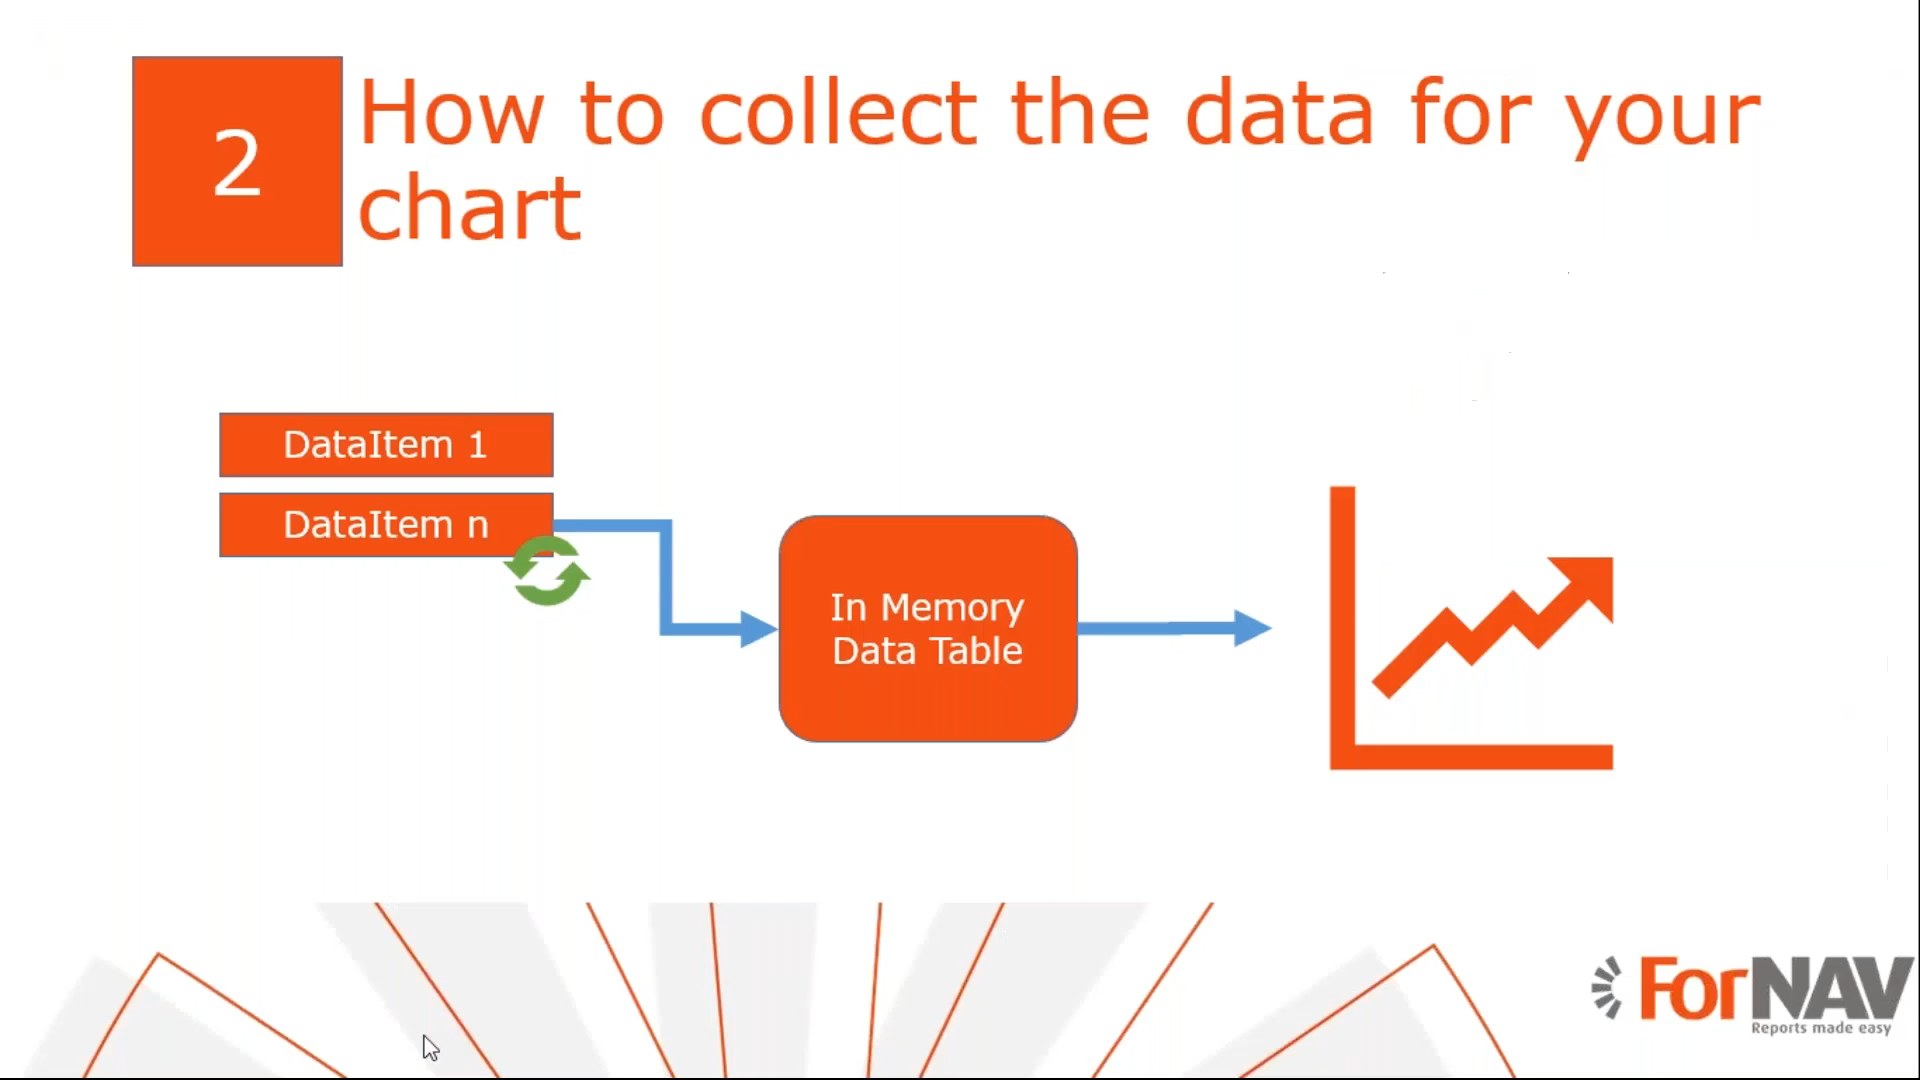 2
How to collect the data for your
chart
DataItem 1
DataItem n
In Memory
Data Table
ForNAV
Reports made easy